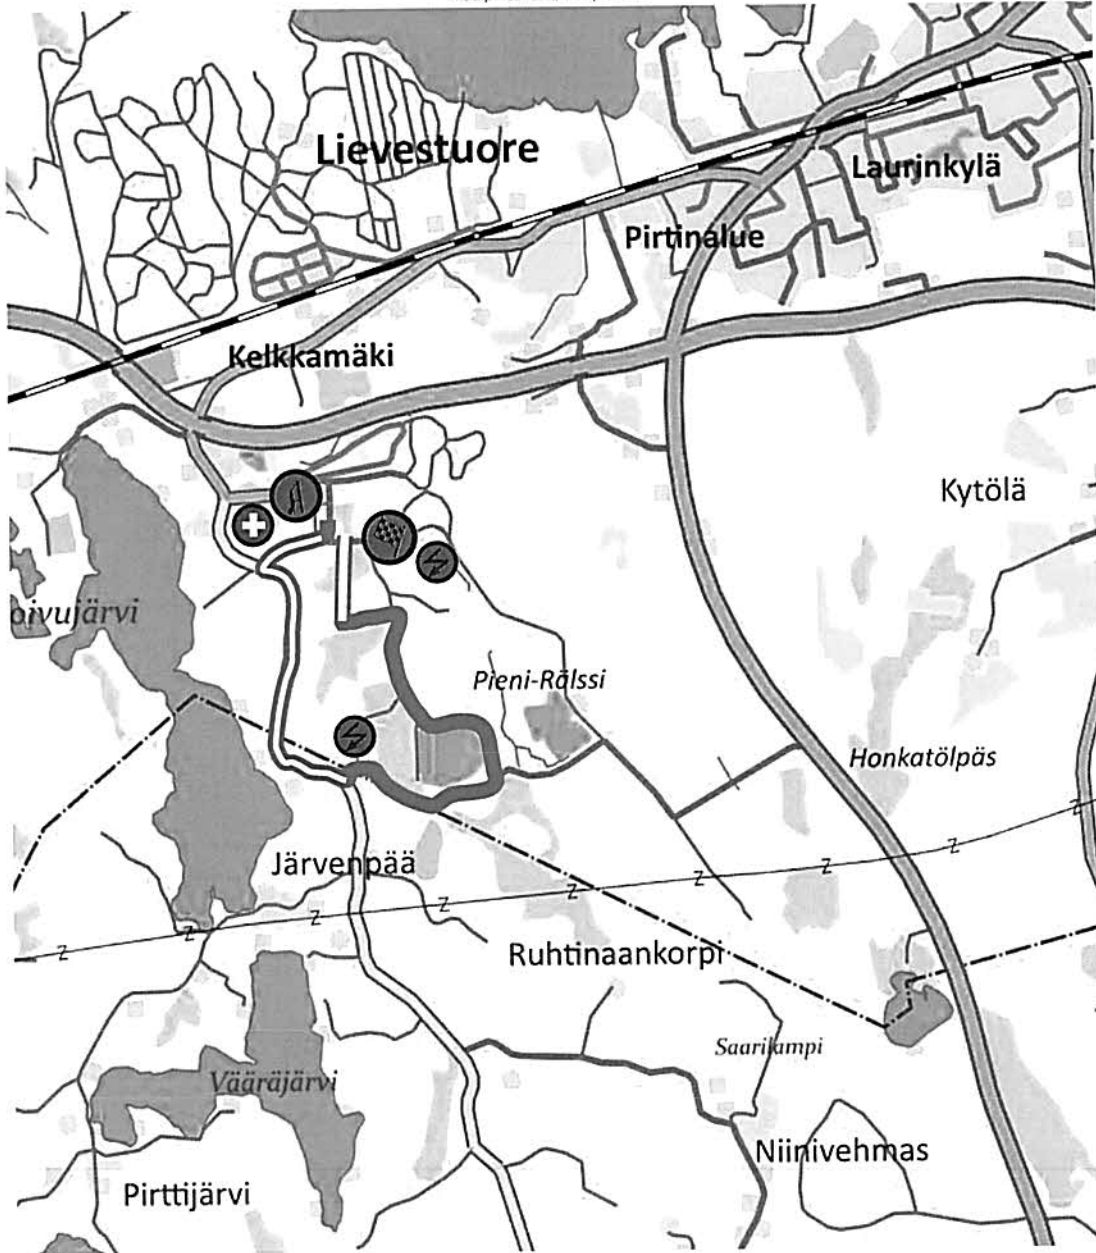 Lievestuore
Laurinkylä
Pirtinalue
Kelkkamäki
Kytölä
oivujärvi
Pieni-Rälssi
Honkatölpäs
Järvenpää
Ruhtinaankorpi
Saarilampi
Vääräjärvi
Niinivehmas
Pirttijärvi